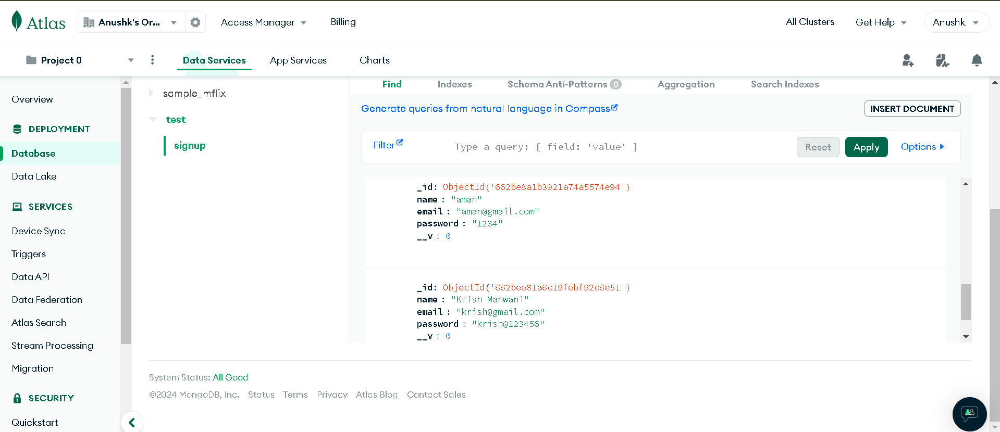 Atlas
Anushk's Or...
Access Manager
Billing
All Clusters
Get Help
Anushk
Project 0
Data Services
App Services
Charts
Overview
DEPLOYMENT
Database
Data Lake
SERVICES
Device Sync
Triggers
Data API
Data Federation
Atlas Search
Stream Processing
Migration
SECURITY
Quickstart
sample_mflix
test
signup
Find
Indexes
Schema Anti-Patterns 0
Aggregation
Search Indexes
Generate queries from natural language in Compass
INSERT DOCUMENT
Filter
Type a query: { field: 'value' }
Reset
Apply
Options
_id: ObjectId('662be8a1b3921a74a5574e94')
name : "aman"
email : "aman@gmail.com"
password : "1234"
__v : 0
_id: ObjectId('662bee81a6c19febf92c6e51')
name : "Krish Manwani"
email : "krish@gmail.com"
password : "krish@123456"
__v : 0
System Status: All Good
©2024 MongoDB, Inc. Status Terms Privacy Atlas Blog Contact Sales